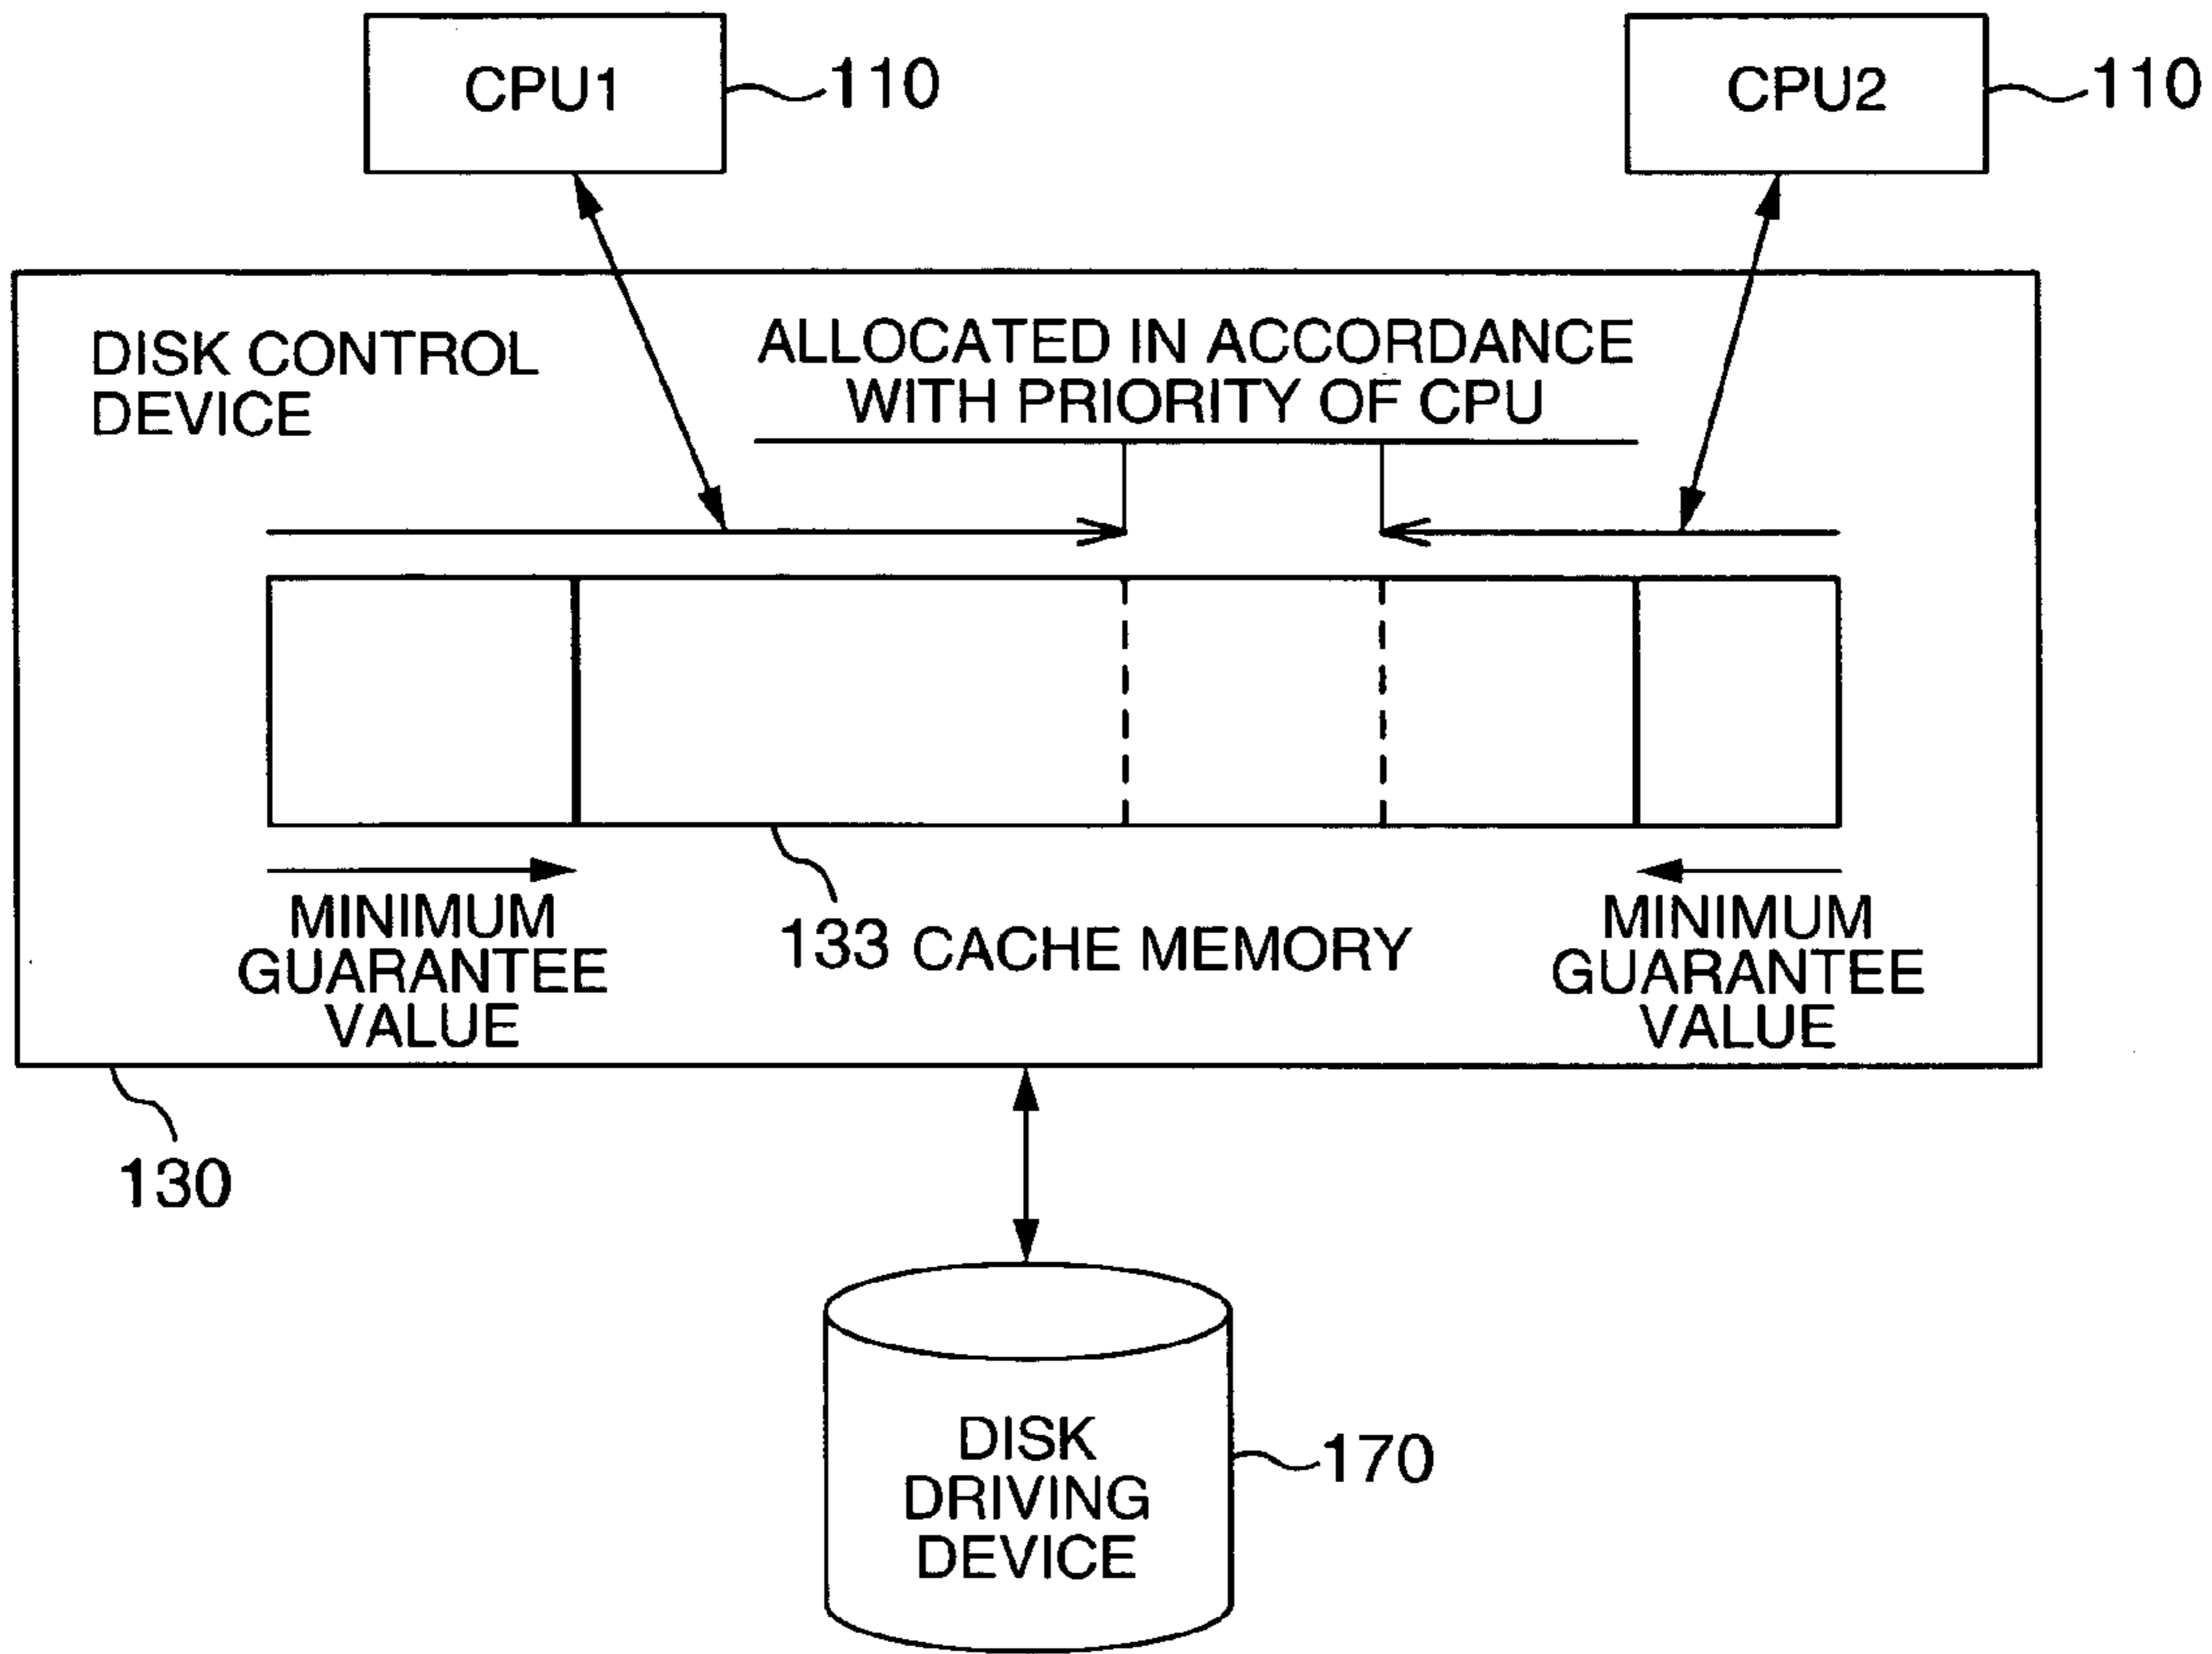 CPU1
110
CPU2
110
DISK CONTROL
DEVICE
ALLOCATED IN ACCORDANCE
WITH PRIORITY OF CPU
MINIMUM
GUARANTEE
VALUE
133 CACHE MEMORY
MINIMUM
GUARANTEE
VALUE
130
DISK
DRIVING
DEVICE
170